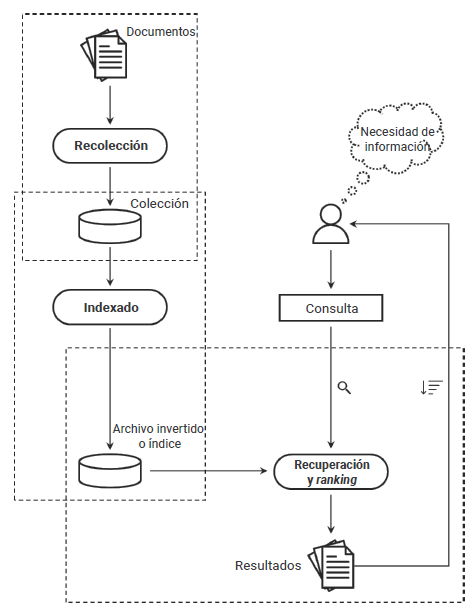 Documentos
Recolección
Colección
Indexado
Archivo invertido
o índice
Necesidad de
información
Consulta
Recuperación
y ranking
Resultados